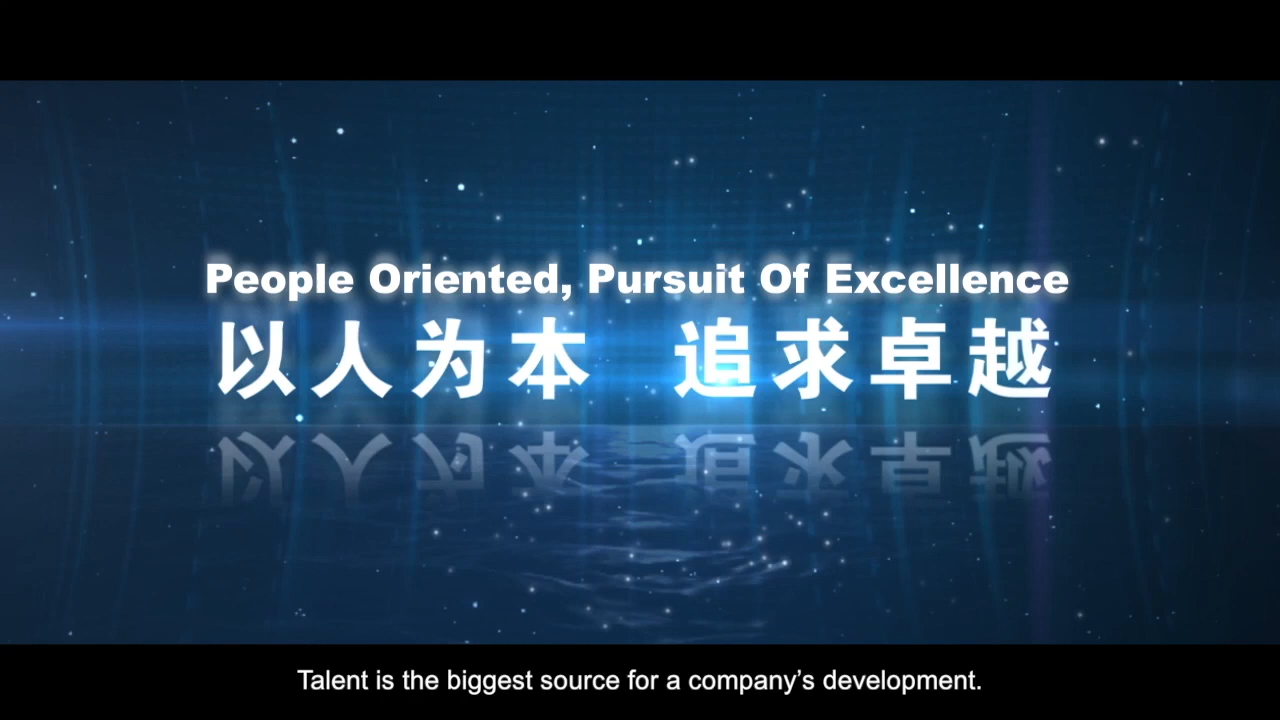 People Oriented, Pursuit Of Excellence
以人为本 追求卓越
Talent is the biggest source for a company’s development.